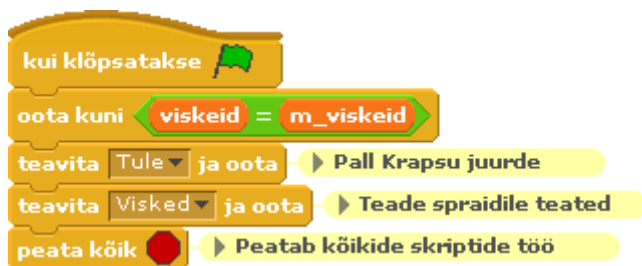 kui klõpsatakse
oota kuni viskeid = m_viskeid
teavita Tule ja oota Pall Krapsu juurde
teavita Visked ja oota Teade spraidile teated
peata kõik Peatab kõikide skriptide töö